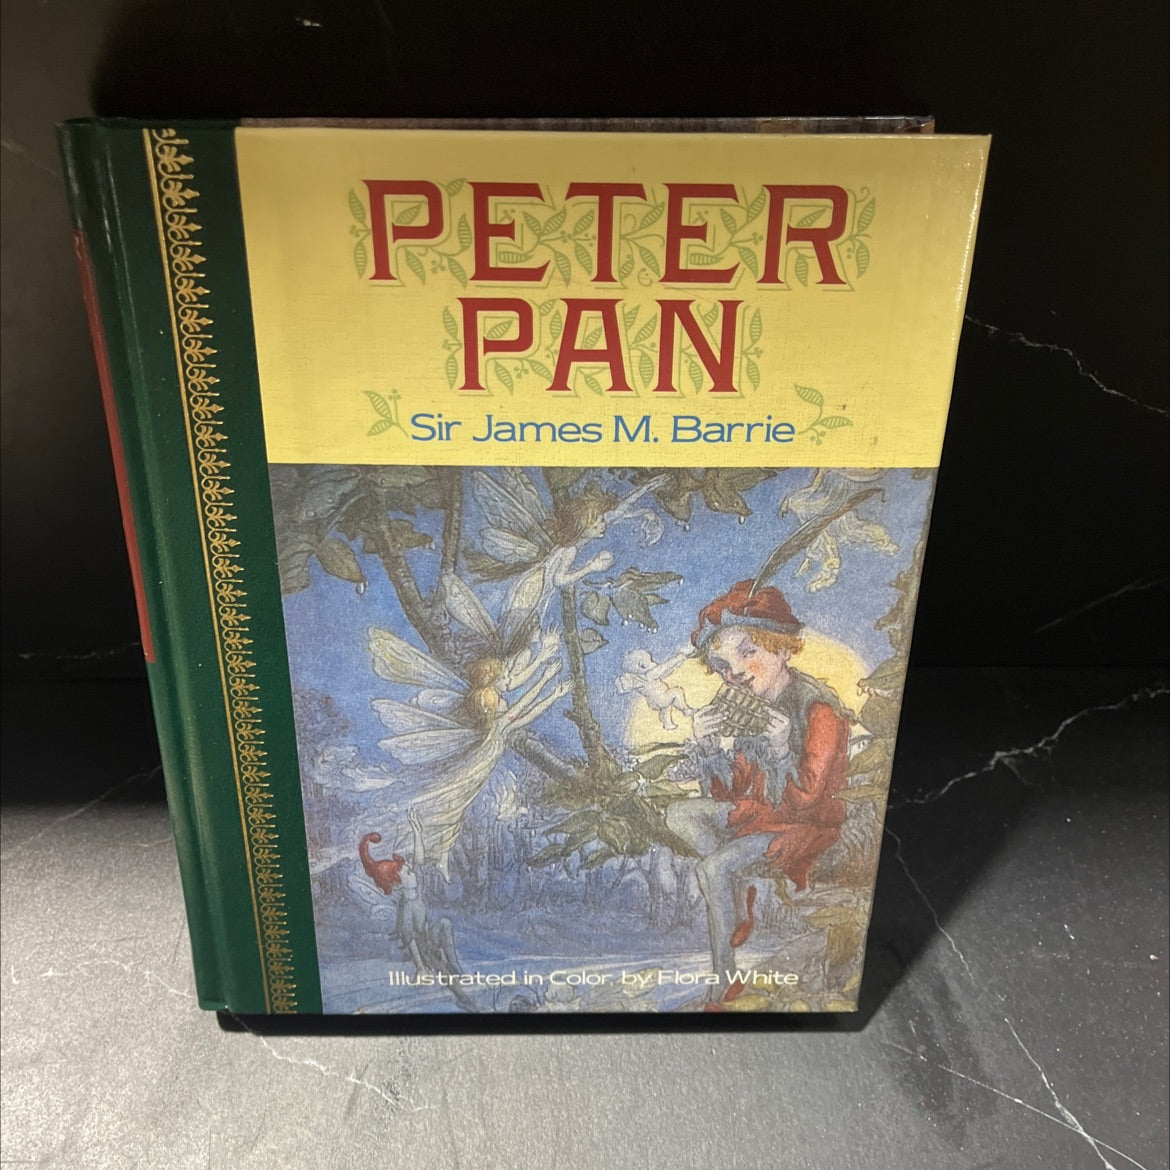 PETER
PAN
Sir James M. Barrie
Illustrated in Color by Flora White